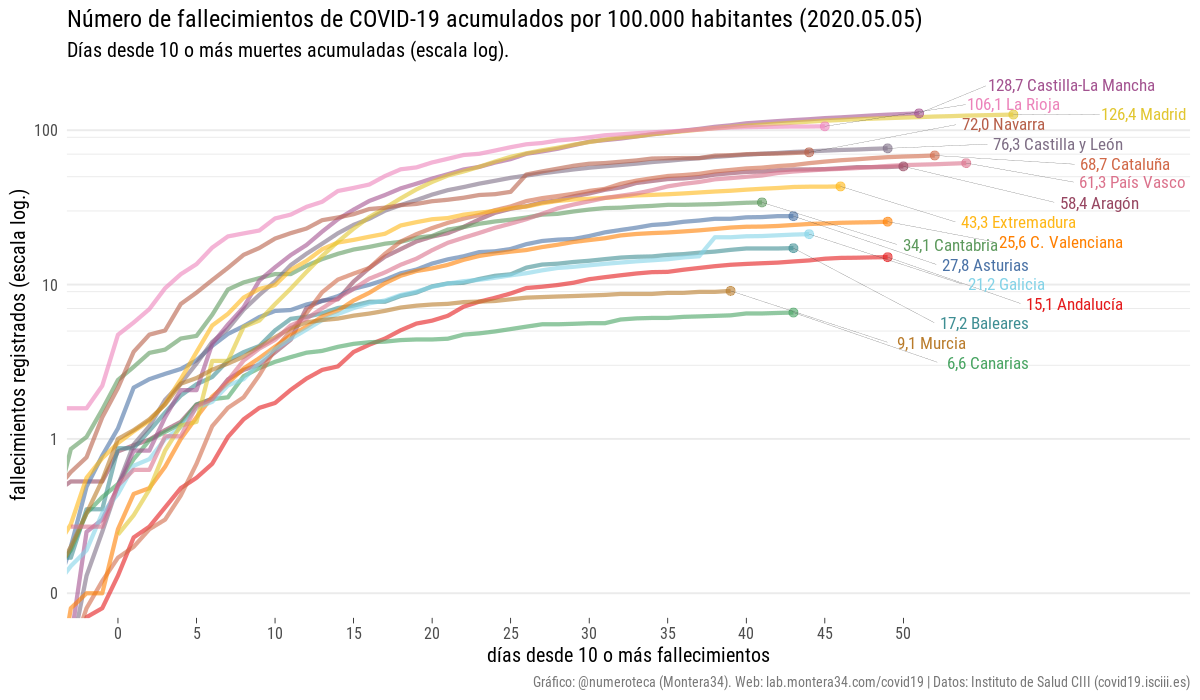 Número de fallecimientos de COVID-19 acumulados por 100.000 habitantes (2020.05.05)
Días desde 10 o más muertes acumuladas (escala log).
128,7 Castilla-La Mancha
106,1 La Rioja
126,4 Madrid
72,0 Navarra
76,3 Castilla y León
68,7 Cataluña
61,3 País Vasco
58,4 Aragón
43,3 Extremadura
34,1 Cantabria
25,6 C. Valenciana
27,8 Asturias
21,2 Galicia
15,1 Andalucía
17,2 Baleares
9,1 Murcia
6,6 Canarias
fallecimientos registrados (escala log.)
100
10
1
0
0 5 10 15 20 25 30 35 40 45 50
días desde 10 o más fallecimientos
Gráfico: @numeroteca (Montera34). Web: lab.montera34.com/covid19 | Datos: Instituto de Salud CIII (covid19.isciii.es)